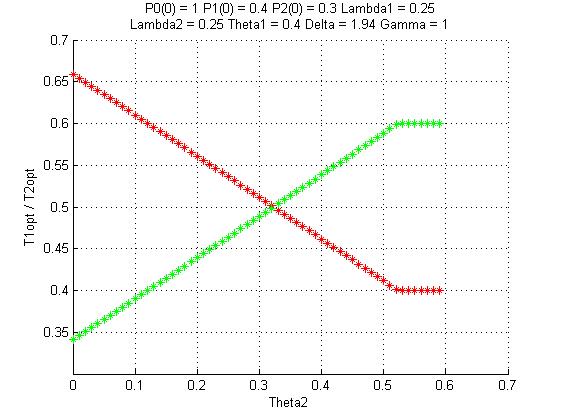 P0(0) = 1 P1(0) = 0.4 P2(0) = 0.3 Lambda1 = 0.25
Lambda2 = 0.25 Theta1 = 0.4 Delta = 1.94 Gamma = 1
0.7
0.65
0.6
0.55
0.5
0.45
0.4
0.35
T1opt / T2opt
0 0.1 0.2 0.3 0.4 0.5 0.6 0.7
Theta2